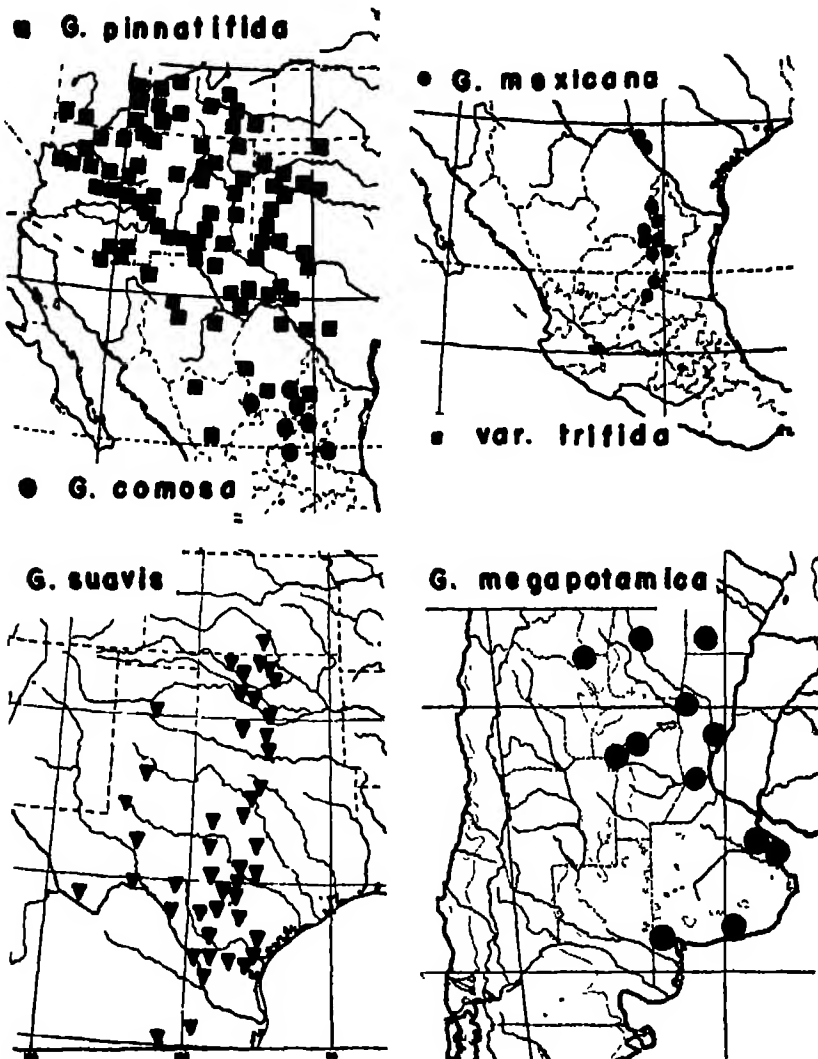 G. pinnatifida
G. mexicana
G. comosa
var. trifida
G. suavis
G. megapotamica